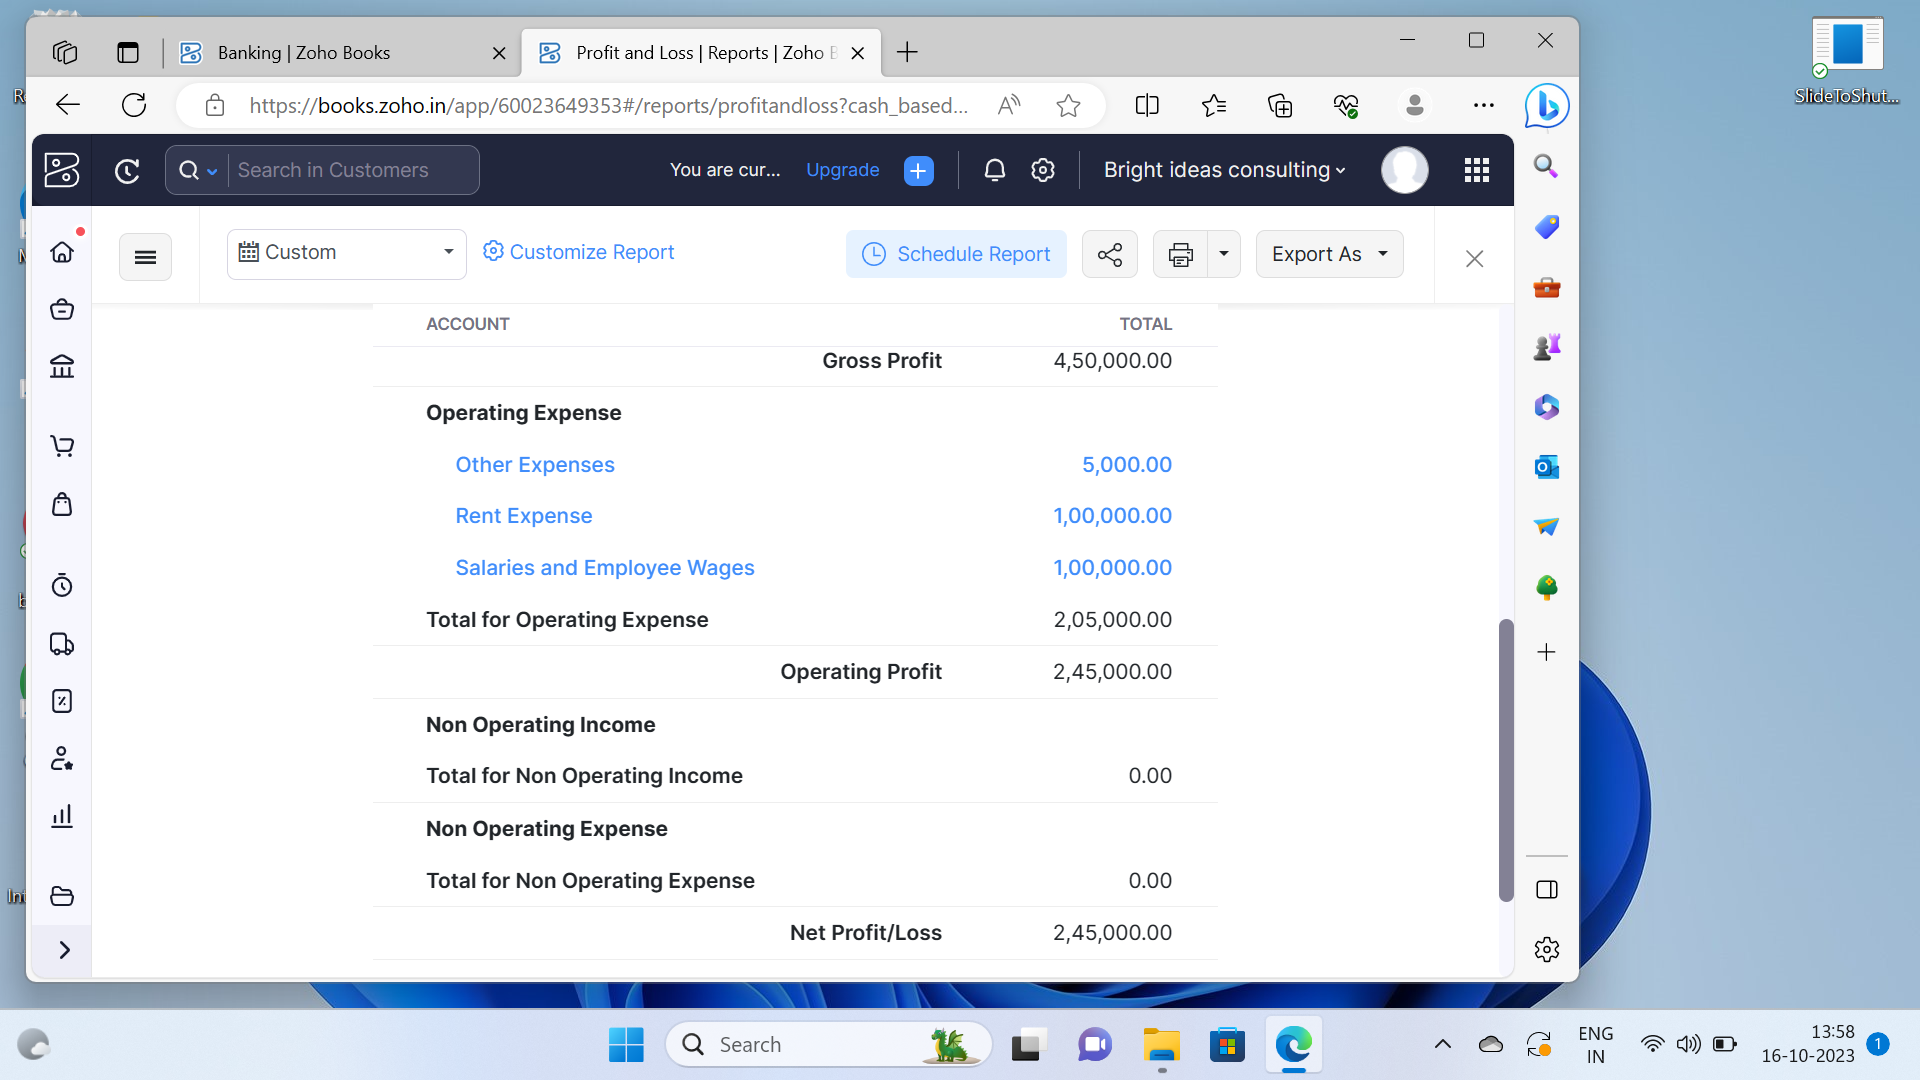 Banking | Zoho Books
Profit and Loss | Reports | Zoho B
https://books.zoho.in/app/60023649353#/reports/profitandloss?cash_based...
SlideToShut...
Search in Customers
You are cur...
Upgrade
Bright ideas consulting
Custom
Customize Report
Schedule Report
Export As
ACCOUNT TOTAL
Gross Profit 4,50,000.00
Operating Expense
Other Expenses 5,000.00
Rent Expense 1,00,000.00
Salaries and Employee Wages 1,00,000.00
Total for Operating Expense 2,05,000.00
Operating Profit 2,45,000.00
Non Operating Income
Total for Non Operating Income 0.00
Non Operating Expense
Total for Non Operating Expense 0.00
Net Profit/Loss 2,45,000.00
Search
ENG
IN
13:58
16-10-2023
1